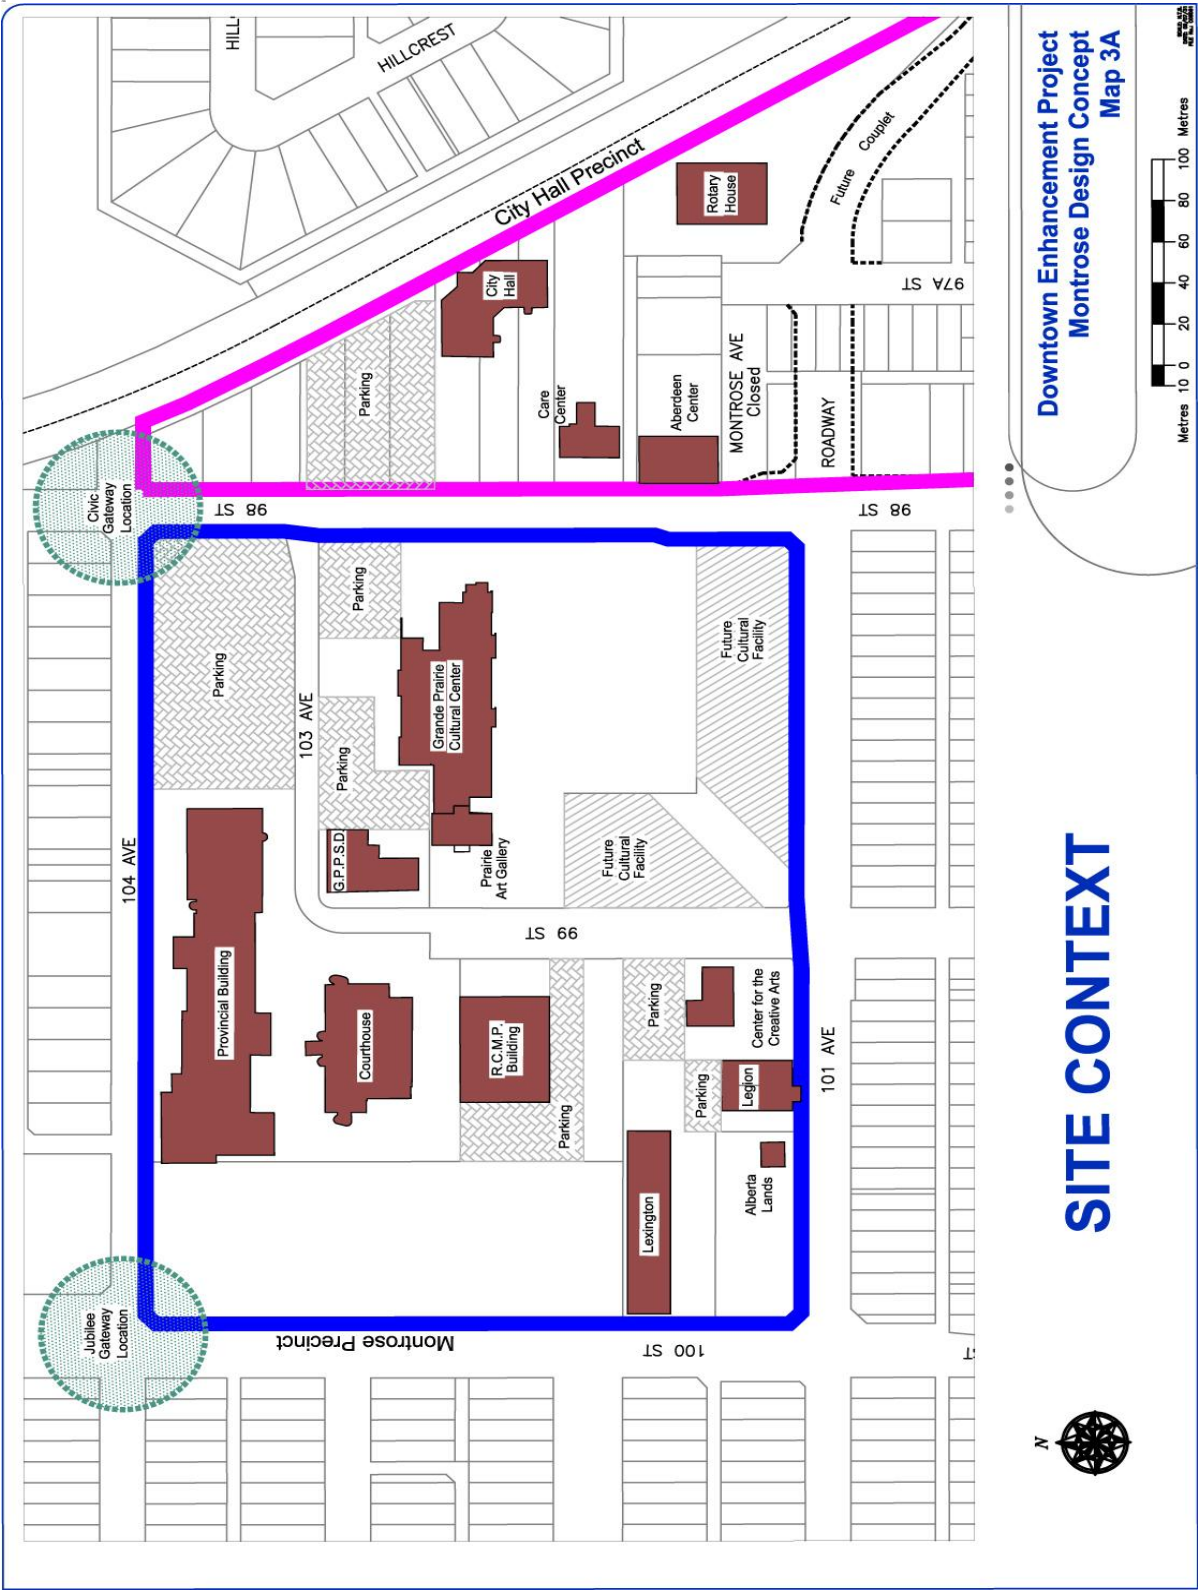 Downtown Enhancement Project
Montrose Design Concept
Map 3A
SITE CONTEXT
N
Metres 10 0 20 40 60 80 100 Metres
HILL
HILLCREST
City Hall Precinct
Rotary
House
Future Couplet
City
Hall
97A ST
Parking
Care
Center
Aberdeen
Center
MONTROSE AVE
Closed
ROADWAY
Civic
Gateway
Location
98 ST
98 ST
Parking
Parking
103 AVE
Parking
Grande Prairie
Cultural Center
Future
Cultural
Facility
104 AVE
G.P.P.S.D.
Prairie
Art Gallery
Future
Cultural
Facility
99 ST
Provincial Building
Courthouse
R.C.M.P.
Building
Parking
Parking
Center for the
Creative Arts
Parking
Legion
101 AVE
Lexington
Alberta
Lands
Jubilee
Gateway
Location
Montrose Precinct
100 ST
ST